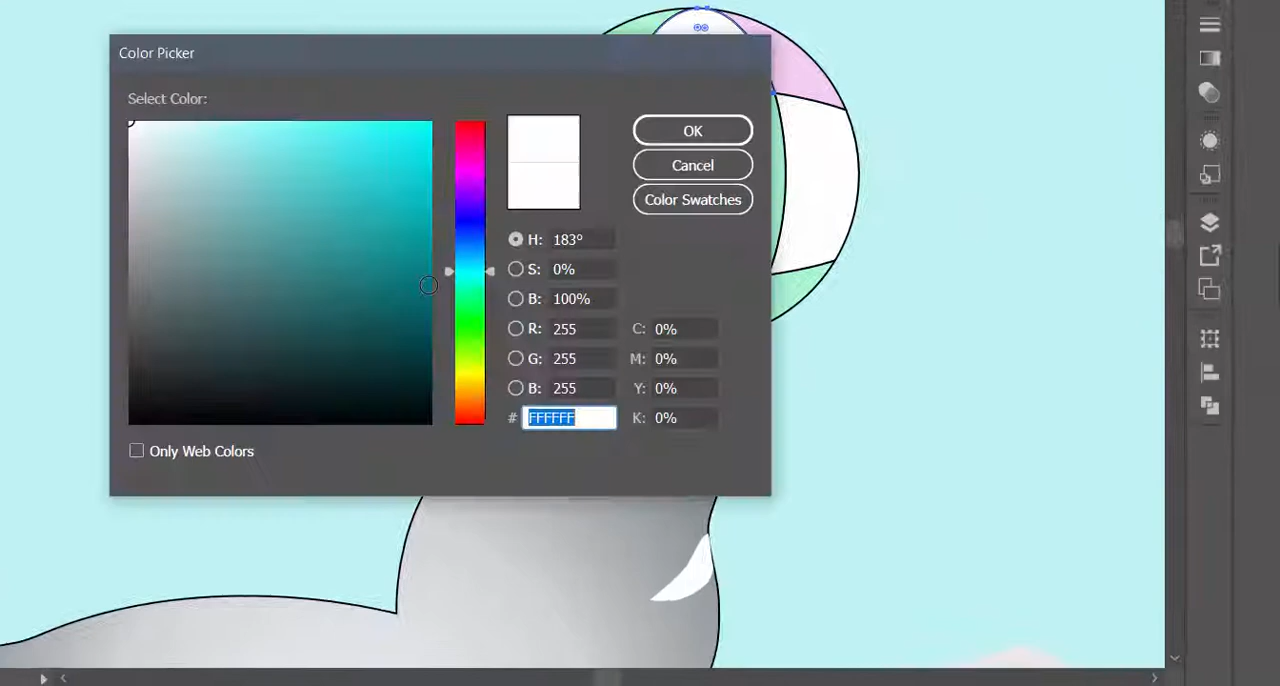 Color Picker
Select Color:
OK
Cancel
Color Swatches
H: 183º
S: 0%
B: 100%
R: 255 C: 0%
G: 255 M: 0%
B: 255 Y: 0%
# FFFFFF K: 0%
Only Web Colors